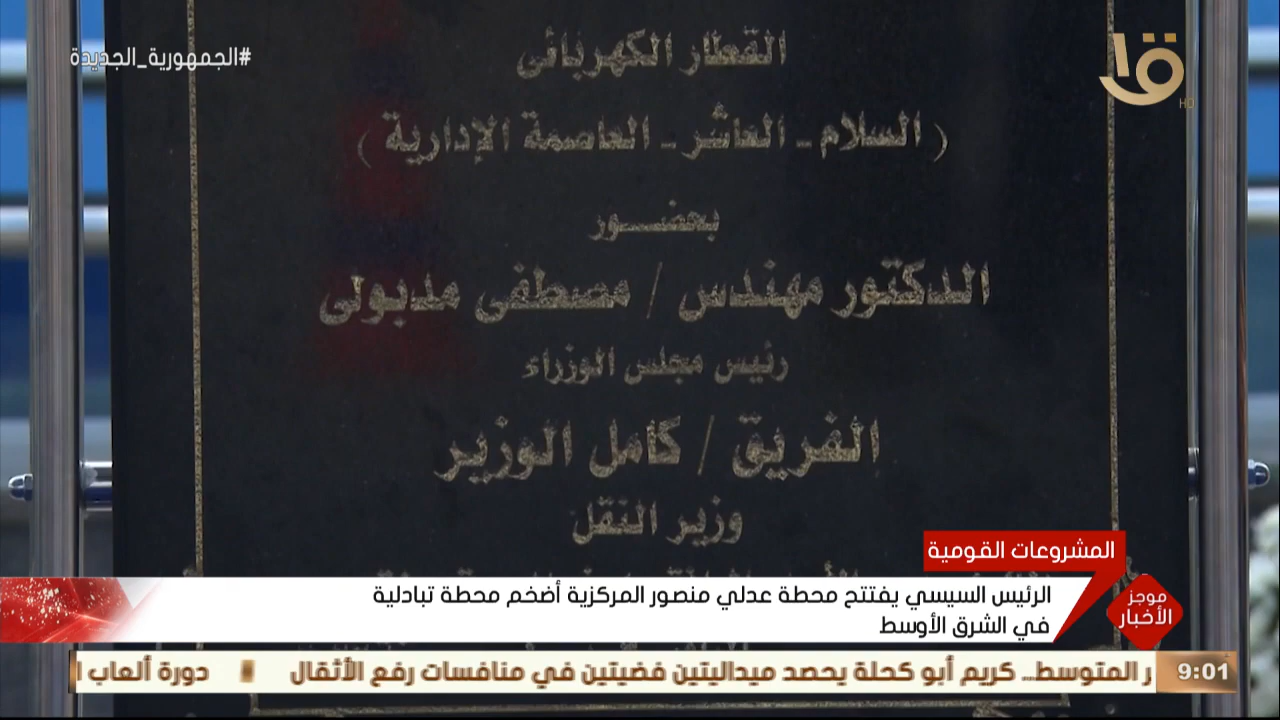 #الجمهورية_الجديدة
HD
القطار الكهربائى
( السلام - العاشر - العاصمة الإدارية )
بحضور
الدكتور مهندس / مصطفى مدبولى
رئيس مجلس الوزراء
الفريق / كامل الوزير
وزير النقل
المشروعات القومية
موجز
الأخبار
الرئيس السيسي يفتتح محطة عدلي منصور المركزية أضخم محطة تبادلية
في الشرق الأوسط
9:01
ر المتوسط.. كريم أبو كحلة يحصد ميداليتين فضيتين في منافسات رفع الأثقال
دورة ألعاب ا